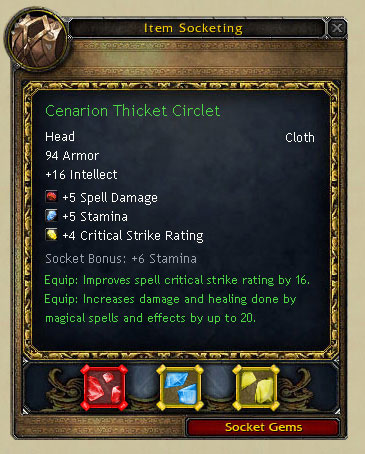 Item Socketing
Cenarion Thicket Circlet
Head Cloth
94 Armor
+16 Intellect
+5 Spell Damage
+5 Stamina
+4 Critical Strike Rating
Socket Bonus: +6 Stamina
Equip: Improves spell critical strike rating by 16.
Equip: Increases damage and healing done by
magical spells and effects by up to 20.
Socket Gems